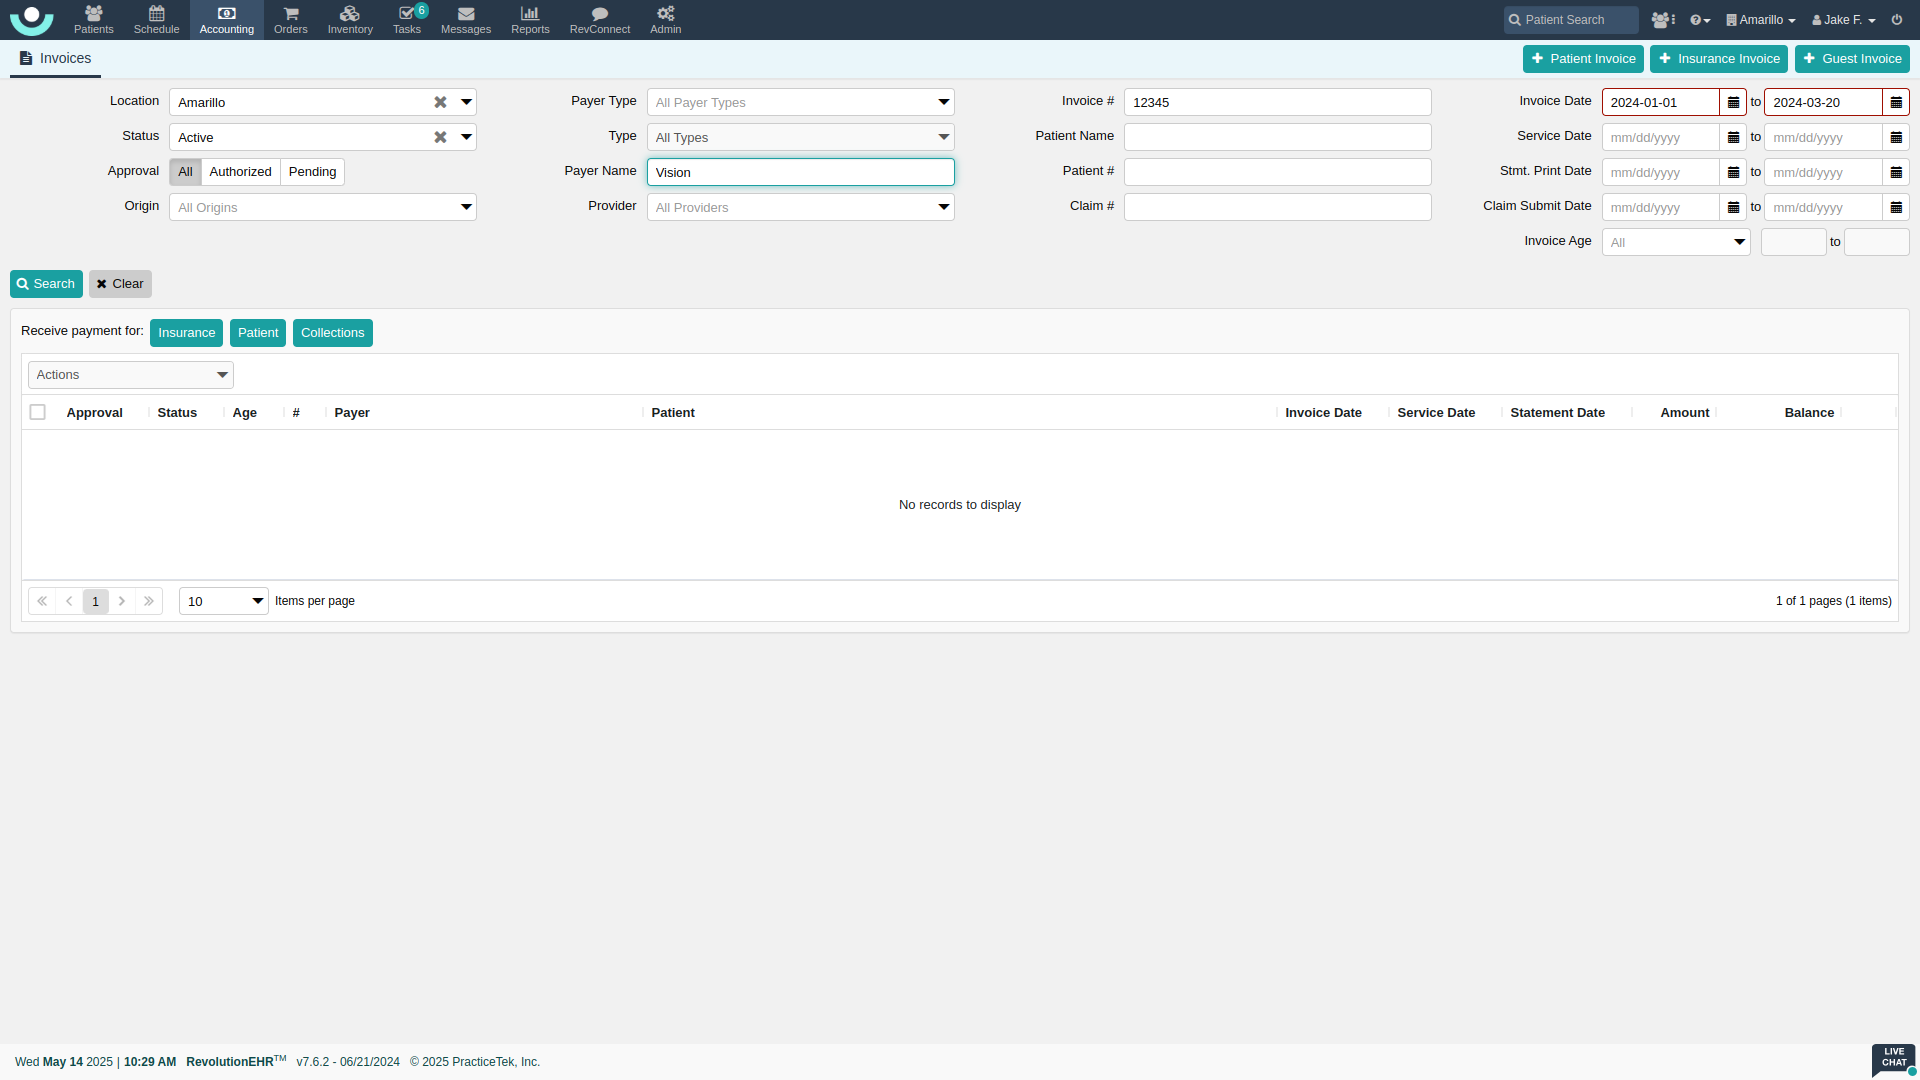 Patients
Schedule
Accounting
Orders
Inventory
Tasks
6
Messages
Reports
RevConnect
Admin
Patient Search
Amarillo
Jake F.
Invoices
Patient Invoice
Insurance Invoice
Guest Invoice
Location
Amarillo
Payer Type
All Payer Types
Invoice #
12345
Invoice Date
2024-01-01
to
2024-03-20
Status
Active
Type
All Types
Patient Name
Service Date
mm/dd/yyyy
to
mm/dd/yyyy
Approval
All
Authorized
Pending
Payer Name
Vision
Patient #
Stmt. Print Date
mm/dd/yyyy
to
mm/dd/yyyy
Origin
All Origins
Provider
All Providers
Claim #
Claim Submit Date
mm/dd/yyyy
to
mm/dd/yyyy
Invoice Age
All
to
Search
Clear
Receive payment for:
Insurance
Patient
Collections
Actions
Approval
Status
Age
#
Payer
Patient
Invoice Date
Service Date
Statement Date
Amount
Balance
No records to display
1
10
Items per page
1 of 1 pages (1 items)
Wed May 14 2025 | 10:29 AM RevolutionEHR™ v7.6.2 - 06/21/2024 © 2025 PracticeTek, Inc.
LIVE
CHAT